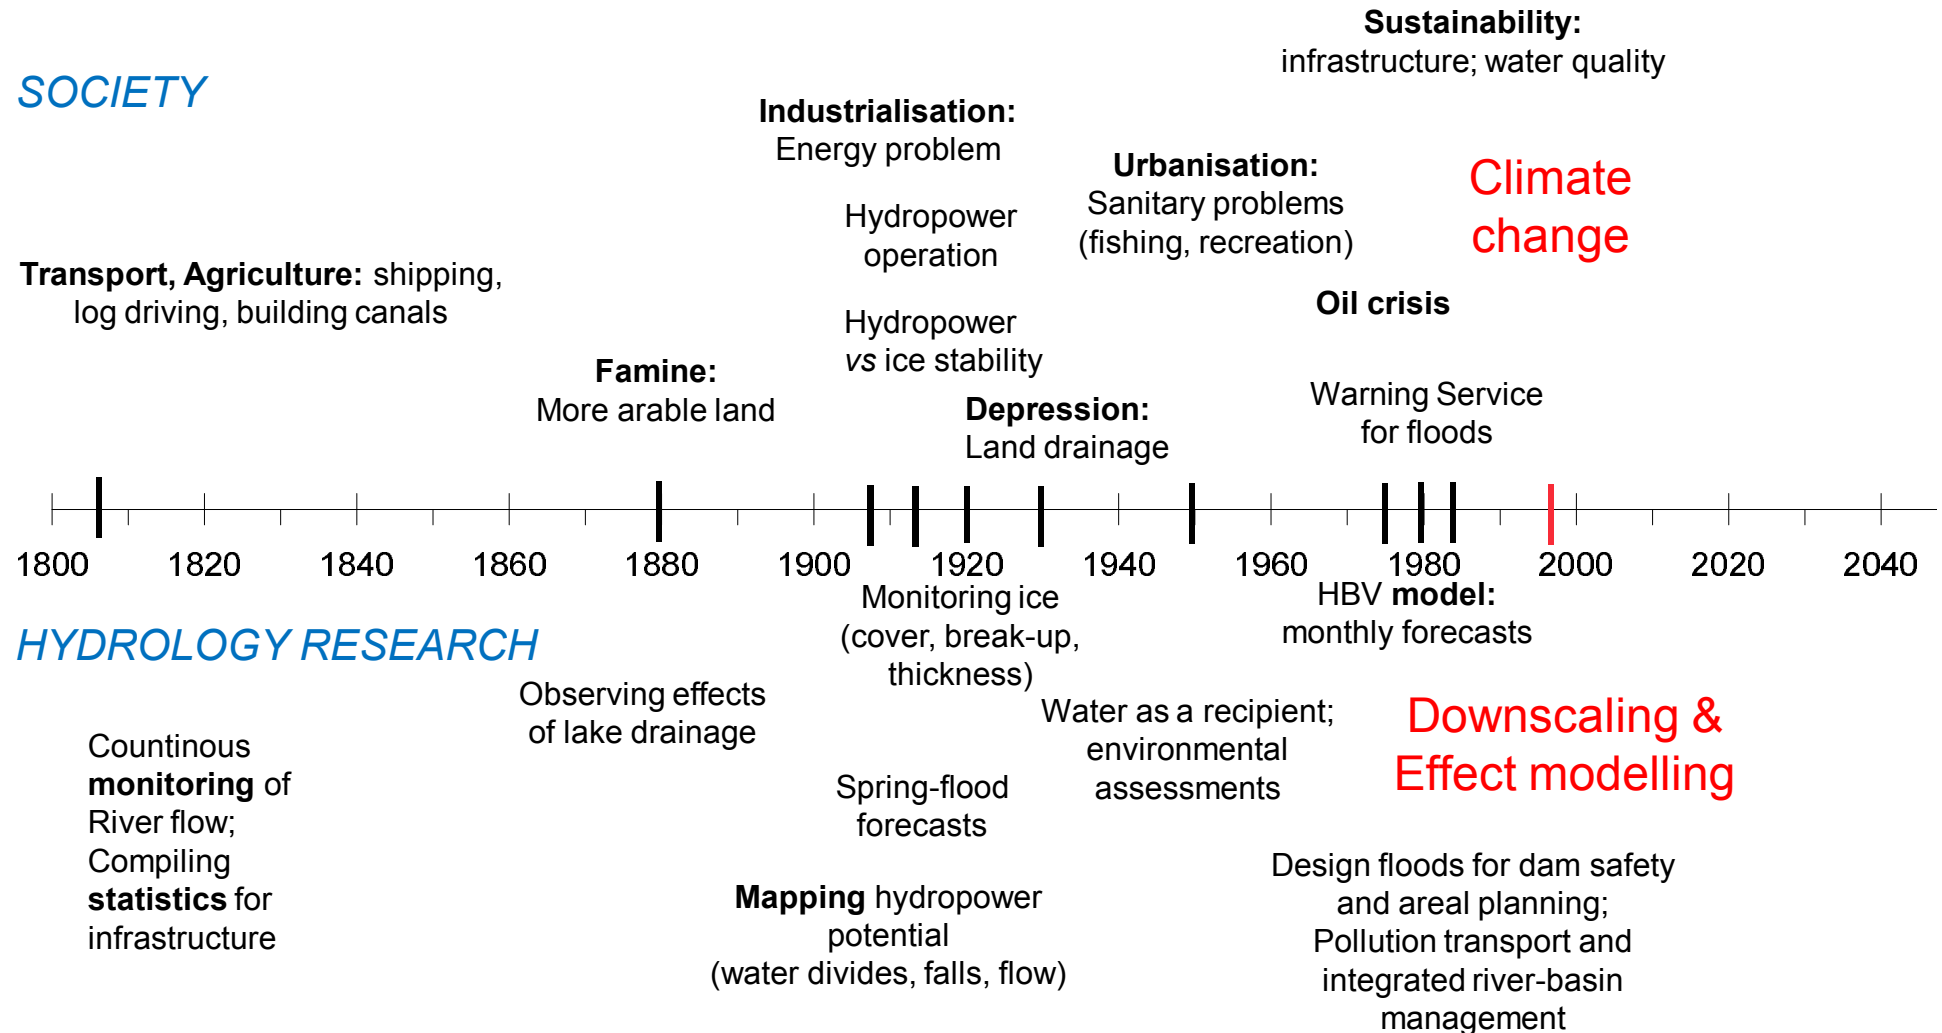 Sustainability:
infrastructure; water quality
SOCIETY
Industrialisation:
Energy problem
Urbanisation:
Sanitary problems
(fishing, recreation)
Climate
change
Hydropower
operation
Transport, Agriculture: shipping,
log driving, building canals
Oil crisis
Hydropower
vs ice stability
Famine:
More arable land
Warning Service
for floods
Depression:
Land drainage
1800 1820 1840 1860 1880 1900 1920 1940 1960 1980 2000 2020 2040
HYDROLOGY RESEARCH
Monitoring ice
(cover, break-up,
thickness)
HBV model:
monthly forecasts
Observing effects
of lake drainage
Water as a recipient;
environmental
assessments
Downscaling &
Effect modelling
Countinous
monitoring of
River flow;
Compiling
statistics for
infrastructure
Spring-flood
forecasts
Mapping hydropower
potential
(water divides, falls, flow)
Design floods for dam safety
and areal planning;
Pollution transport and
integrated river-basin
management